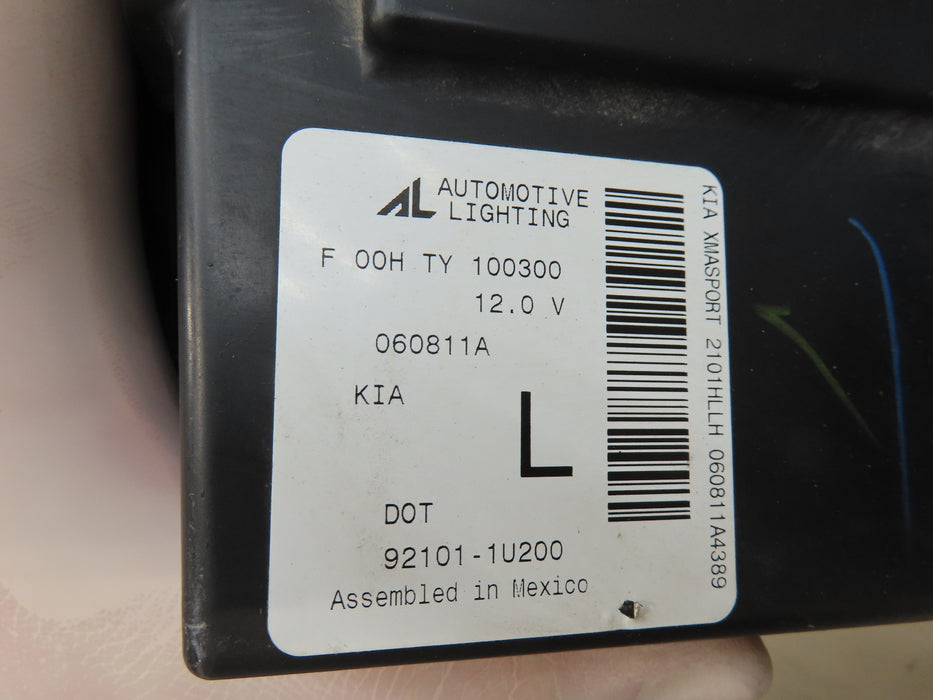 AL AUTOMOTIVE
LIGHTING
F 00H TY 100300
12.0 V
060811A
KIA
L
DOT
92101-1U200
Assembled in Mexico
KIA XMASPORT 2101HLLH 060811A4389